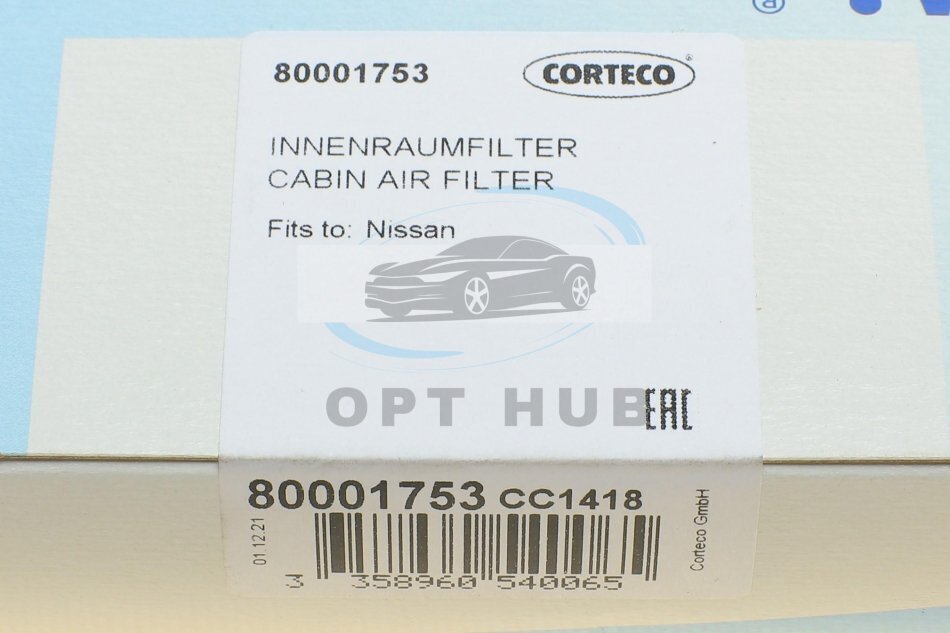 80001753
CORTECO
INNENRAUMFILTER
CABIN AIR FILTER
Fits to: Nissan
OPT HUB
EAC
80001753 CC1418
01.12.21
Corteco GmbH
3 358960 540065